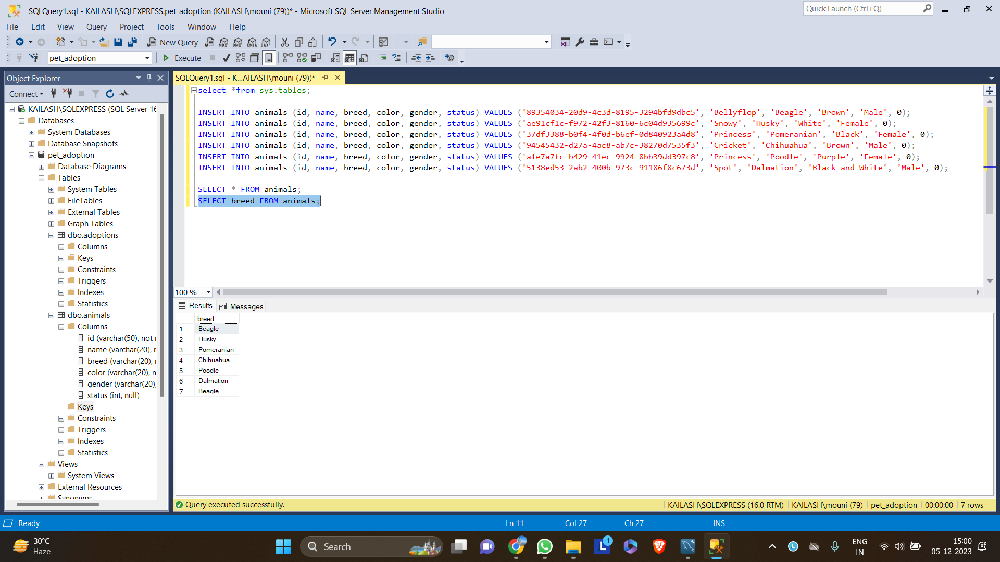 SQLQuery1.sql - KAILASH\SQLEXPRESS.pet_adoption (KAILASH\mouni (79))* - Microsoft SQL Server Management Studio
Quick Launch (Ctrl+Q)
File Edit View Query Project Tools Window Help
New Query MDX DMX XMLA DAX
pet_adoption Execute
Object Explorer
Connect
KAILASH\SQLEXPRESS (SQL Server 16
Databases
System Databases
Database Snapshots
pet_adoption
Database Diagrams
Tables
System Tables
FileTables
External Tables
Graph Tables
dbo.adoptions
Columns
Keys
Constraints
Triggers
Indexes
Statistics
dbo.animals
Columns
id (varchar(50), not r
name (varchar(20), r
breed (varchar(20), r
color (varchar(20), n
gender (varchar(20),
status (int, null)
Keys
Constraints
Triggers
Indexes
Statistics
Views
System Views
External Resources
Synonyms
SQLQuery1.sql - K...AILASH\mouni (79))*
select *from sys.tables;
INSERT INTO animals (id, name, breed, color, gender, status) VALUES ('89354034-20d9-4c3d-8195-3294bfd9dbc5', 'Bellyflop', 'Beagle', 'Brown', 'Male', 0);
INSERT INTO animals (id, name, breed, color, gender, status) VALUES ('ae91cf1c-f972-42f3-8160-6c04d935699c', 'Snowy', 'Husky', 'White', 'Female', 0);
INSERT INTO animals (id, name, breed, color, gender, status) VALUES ('37df3388-b0f4-4f0d-b6ef-0d840923a4d8', 'Princess', 'Pomeranian', 'Black', 'Female', 0);
INSERT INTO animals (id, name, breed, color, gender, status) VALUES ('94545432-d27a-4ac8-ab7c-38270d7535f3', 'Cricket', 'Chihuahua', 'Brown', 'Male', 0);
INSERT INTO animals (id, name, breed, color, gender, status) VALUES ('a1e7a7fc-b429-41ec-9924-8bb39dd397c8', 'Princess', 'Poodle', 'Purple', 'Female', 0);
INSERT INTO animals (id, name, breed, color, gender, status) VALUES ('5138ed53-2ab2-400b-973c-91186f8c673d', 'Spot', 'Dalmation', 'Black and White', 'Male', 0);
SELECT * FROM animals;
SELECT breed FROM animals;
100 %
Results Messages
breed
1 Beagle
2 Husky
3 Pomeranian
4 Chihuahua
5 Poodle
6 Dalmation
7 Beagle
Query executed successfully. KAILASH\SQLEXPRESS (16.0 RTM) KAILASH\mouni (79) pet_adoption 00:00:00 7 rows
Ready Ln 11 Col 27 Ch 27 INS
30°C
Haze
Search
L 1
L
ENG
IN
15:00
05-12-2023